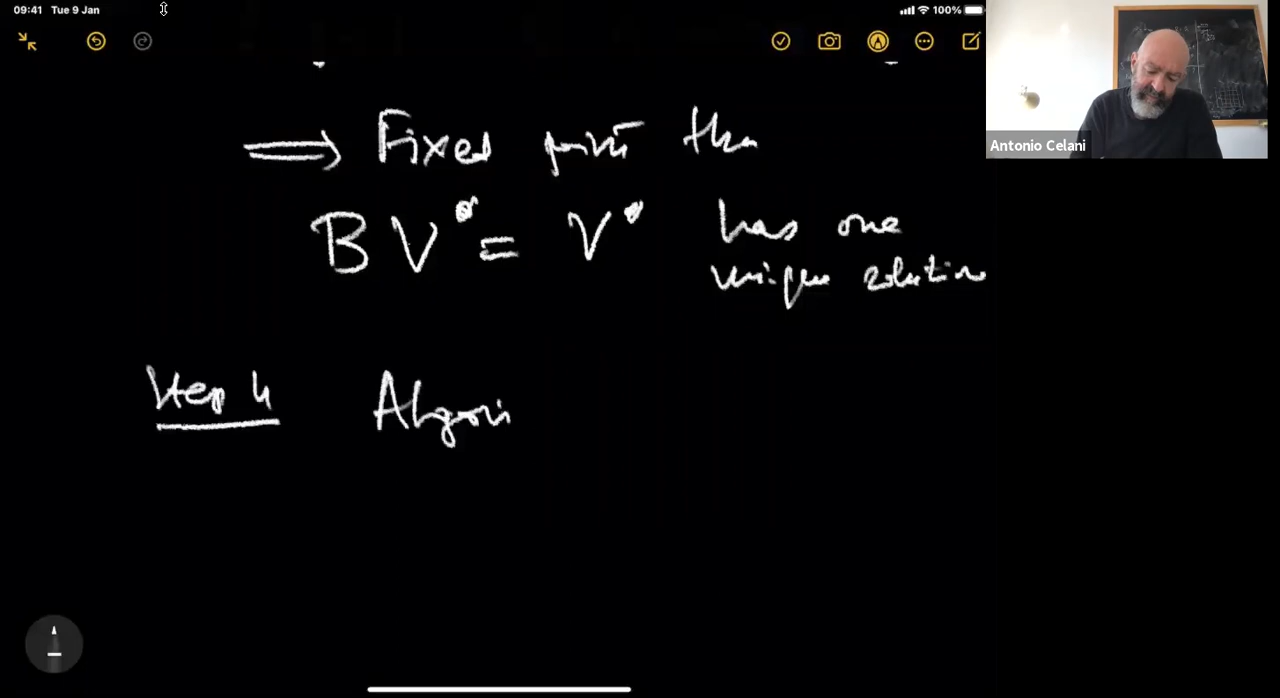 09:41 Tue 9 Jan 100%
Antonio Celani
⟹ Fixed point thm
B V* = V* has one
unique solution
Step 4 Algori